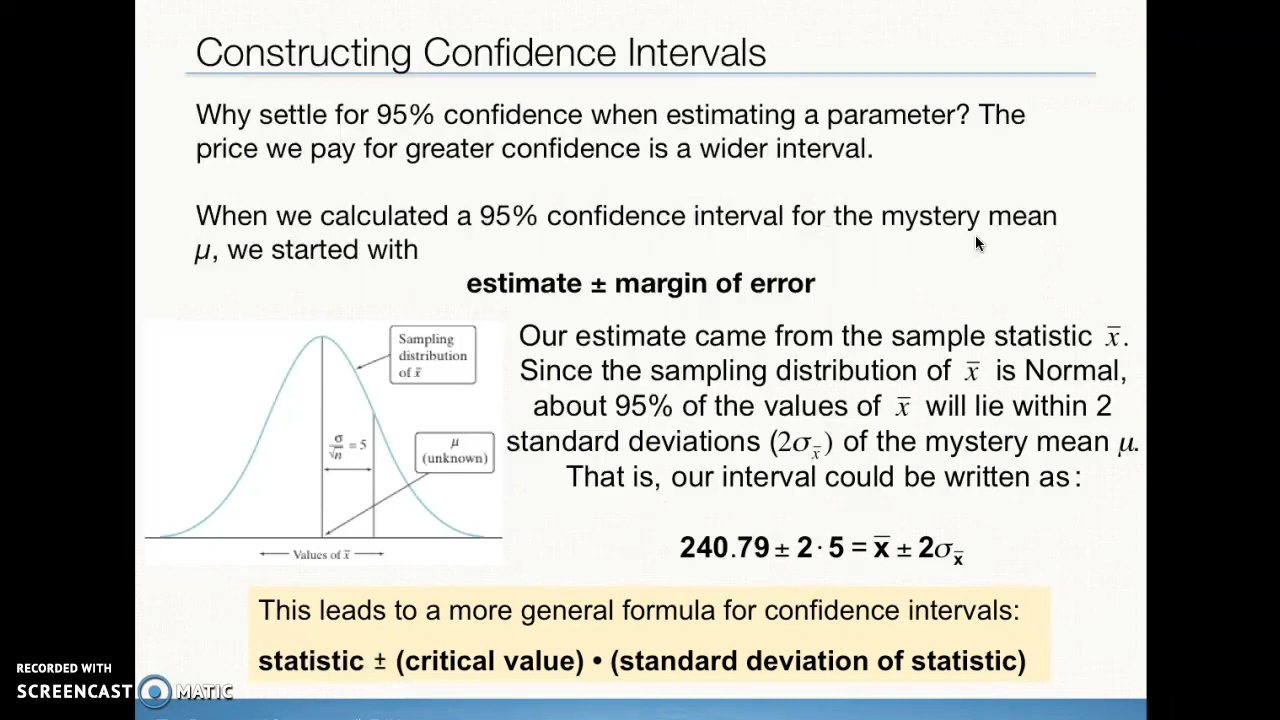 Constructing Confidence Intervals
Why settle for 95% confidence when estimating a parameter? The
price we pay for greater confidence is a wider interval.
When we calculated a 95% confidence interval for the mystery mean
µ, we started with
estimate ± margin of error
Sampling
distribution
of x̄
σ/√n = 5
µ
(unknown)
Values of x̄
Our estimate came from the sample statistic x̄.
Since the sampling distribution of x̄ is Normal,
about 95% of the values of x̄ will lie within 2
standard deviations (2σx̄) of the mystery mean μ.
That is, our interval could be written as:
240.79 ± 2 · 5 = x̄ ± 2σx̄
This leads to a more general formula for confidence intervals:
statistic ± (critical value) • (standard deviation of statistic)
RECORDED WITH
SCREENCAST MATIC